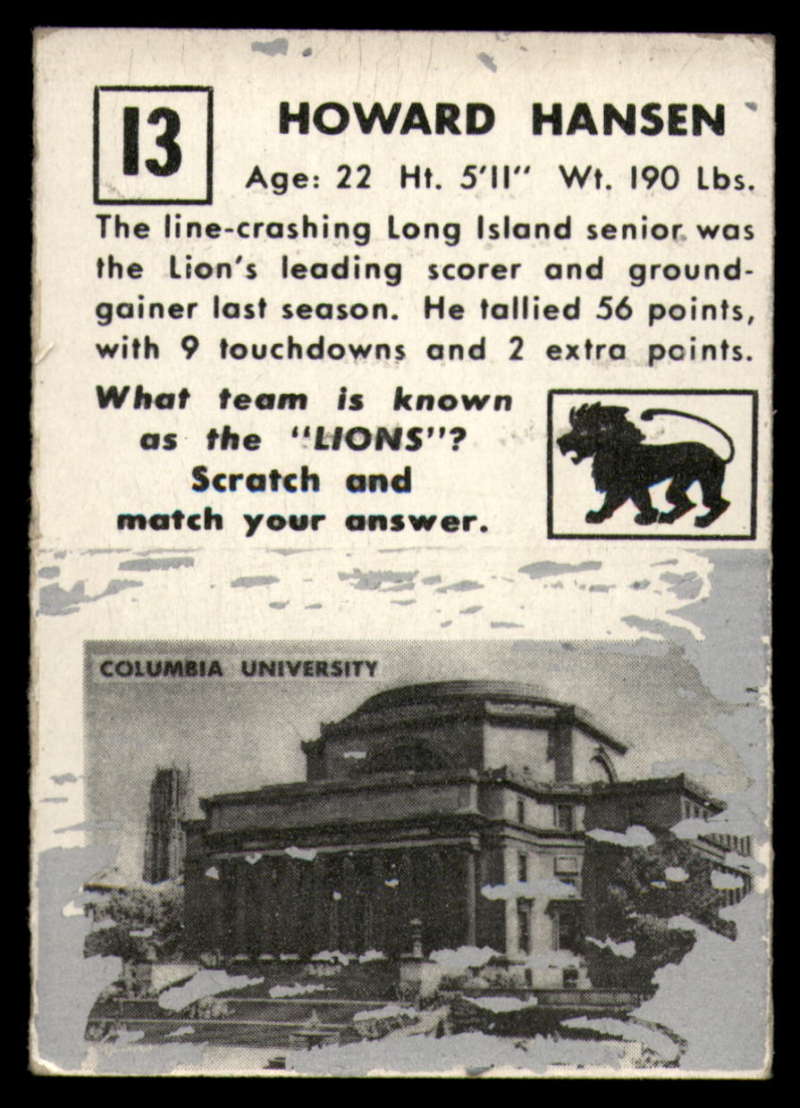 13
HOWARD HANSEN
Age: 22 Ht. 5'11" Wt. 190 Lbs.
The line-crashing Long Island senior was
the Lion's leading scorer and ground-
gainer last season. He tallied 56 points,
with 9 touchdowns and 2 extra points.
What team is known
as the "LIONS"?
Scratch and
match your answer.
COLUMBIA UNIVERSITY